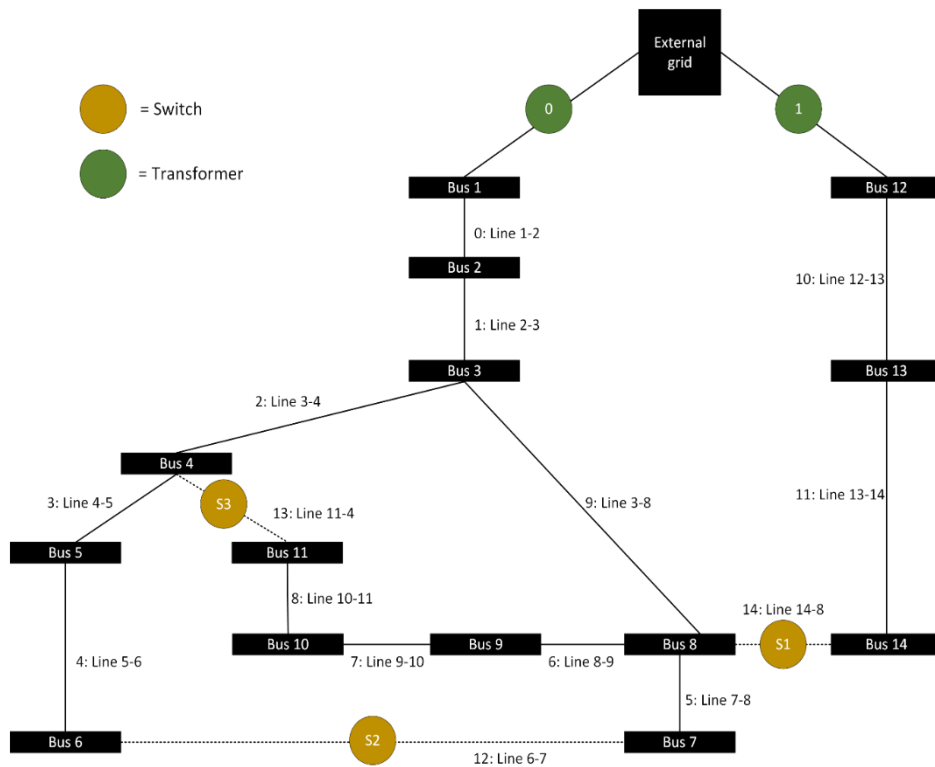 External
grid
= Switch
0
1
= Transformer
Bus 1
Bus 12
0: Line 1-2
Bus 2
10: Line 12-13
1: Line 2-3
Bus 3
Bus 13
2: Line 3-4
Bus 4
3: Line 4-5
S3
13: Line 11-4
9: Line 3-8
11: Line 13-14
Bus 5
Bus 11
8: Line 10-11
14: Line 14-8
Bus 10
Bus 9
Bus 8
S1
Bus 14
7: Line 9-10
6: Line 8-9
4: Line 5-6
5: Line 7-8
Bus 6
S2
Bus 7
12: Line 6-7